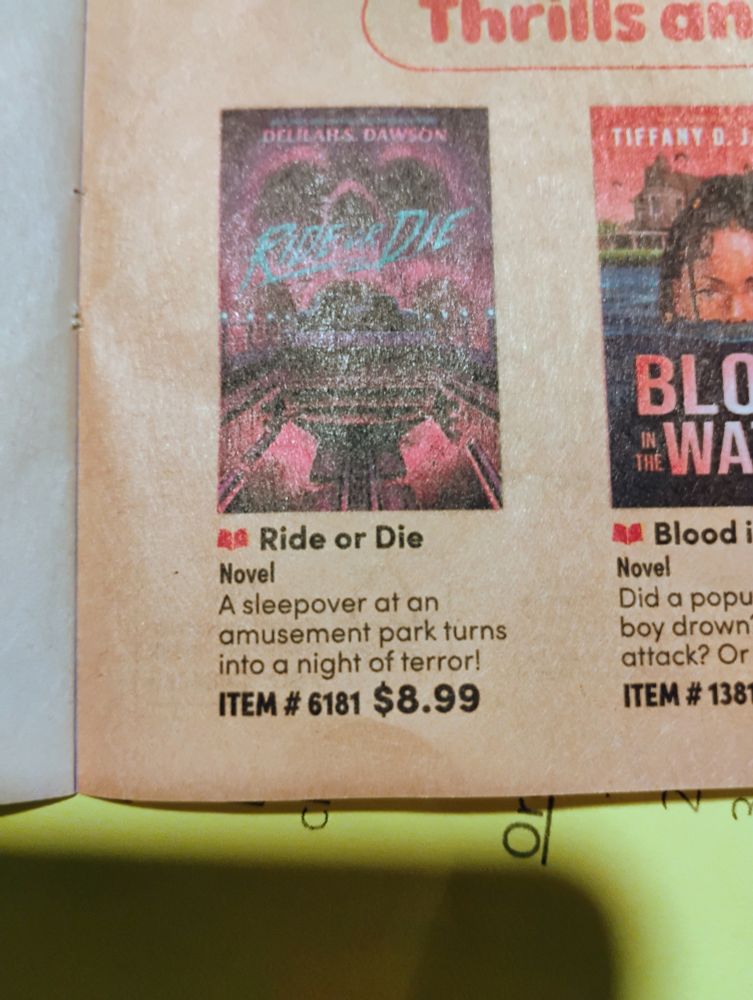 Thrills an
DELILAH S. DAWSON
RIDE OR DIE
Ride or Die
Novel
A sleepover at an
amusement park turns
into a night of terror!
ITEM # 6181 $8.99
TIFFANY D. J
BLO
IN THE WA
Blood i
Novel
Did a popu
boy drown?
attack? Or
ITEM # 1381
Or